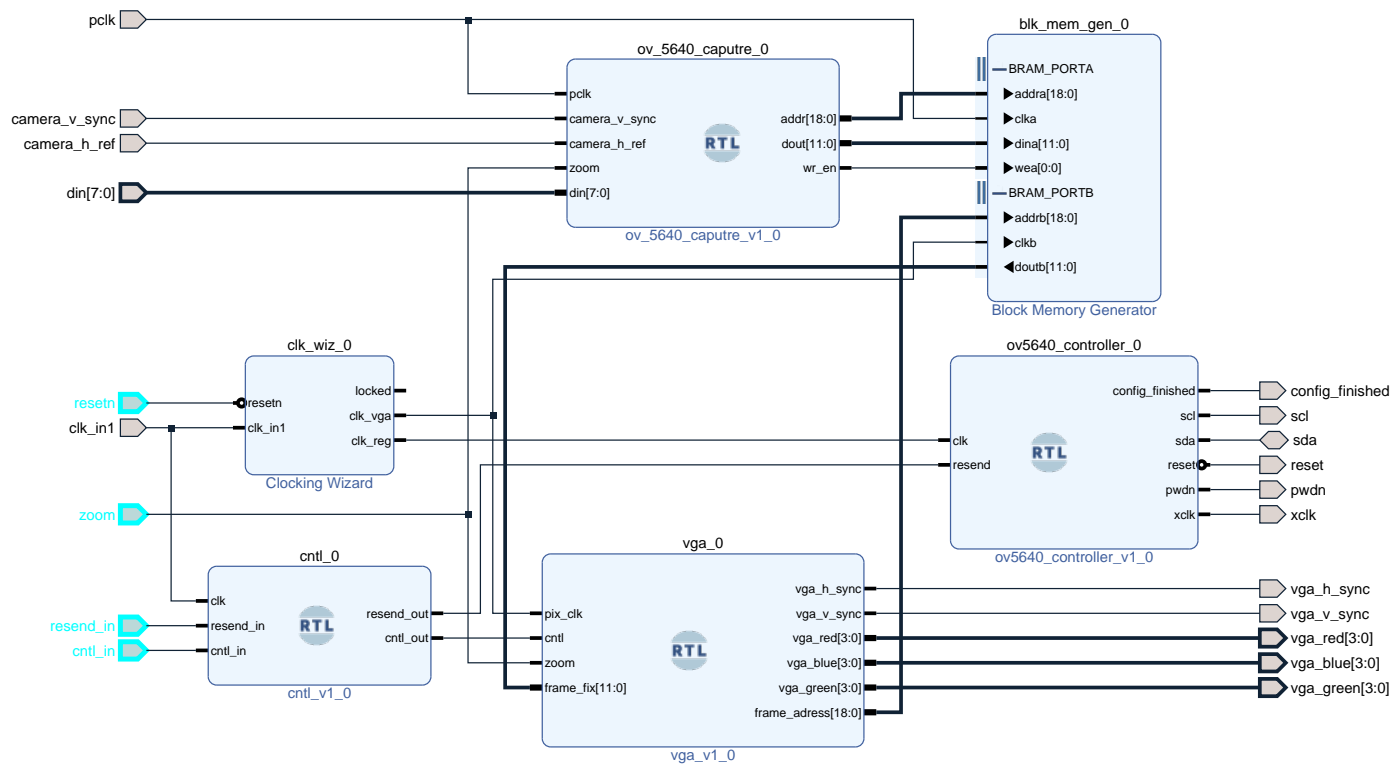 pclk
camera_v_sync
camera_h_ref
din[7:0]
ov_5640_caputre_0
pclk
camera_v_sync
camera_h_ref
zoom
din[7:0]
RTL
addr[18:0]
dout[11:0]
wr_en
ov_5640_caputre_v1_0
blk_mem_gen_0
BRAM_PORTA
addra[18:0]
clka
dina[11:0]
wea[0:0]
BRAM_PORTB
addrb[18:0]
clkb
doutb[11:0]
Block Memory Generator
resetn
clk_in1
clk_wiz_0
resetn
clk_in1
locked
clk_vga
clk_reg
Clocking Wizard
ov5640_controller_0
clk
resend
RTL
config_finished
scl
sda
reset
pwdn
xclk
ov5640_controller_v1_0
config_finished
scl
sda
reset
pwdn
xclk
zoom
resend_in
cntl_in
cntl_0
clk
resend_in
cntl_in
RTL
resend_out
cntl_out
cntl_v1_0
vga_0
pix_clk
cntl
zoom
frame_fix[11:0]
RTL
vga_h_sync
vga_v_sync
vga_red[3:0]
vga_blue[3:0]
vga_green[3:0]
frame_adress[18:0]
vga_v1_0
vga_h_sync
vga_v_sync
vga_red[3:0]
vga_blue[3:0]
vga_green[3:0]